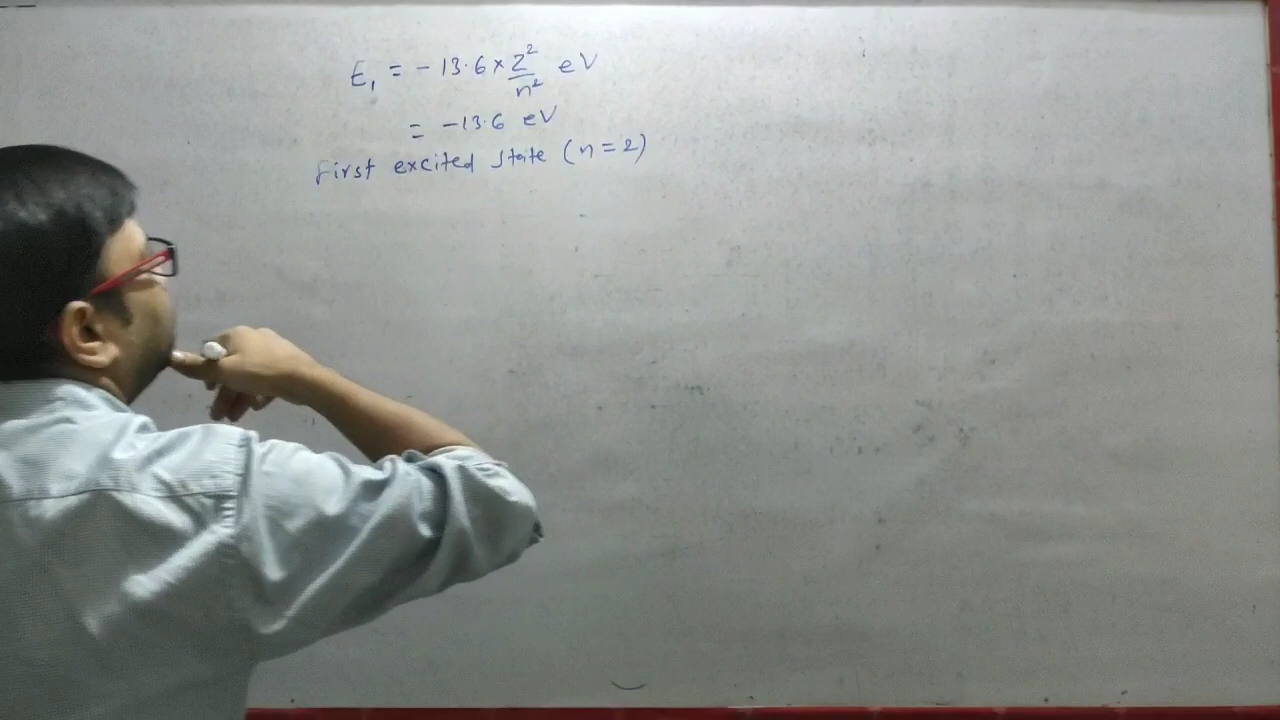 E₁ = -13.6 × Z²/n² eV
= -13.6 eV
First excited state (n=2)